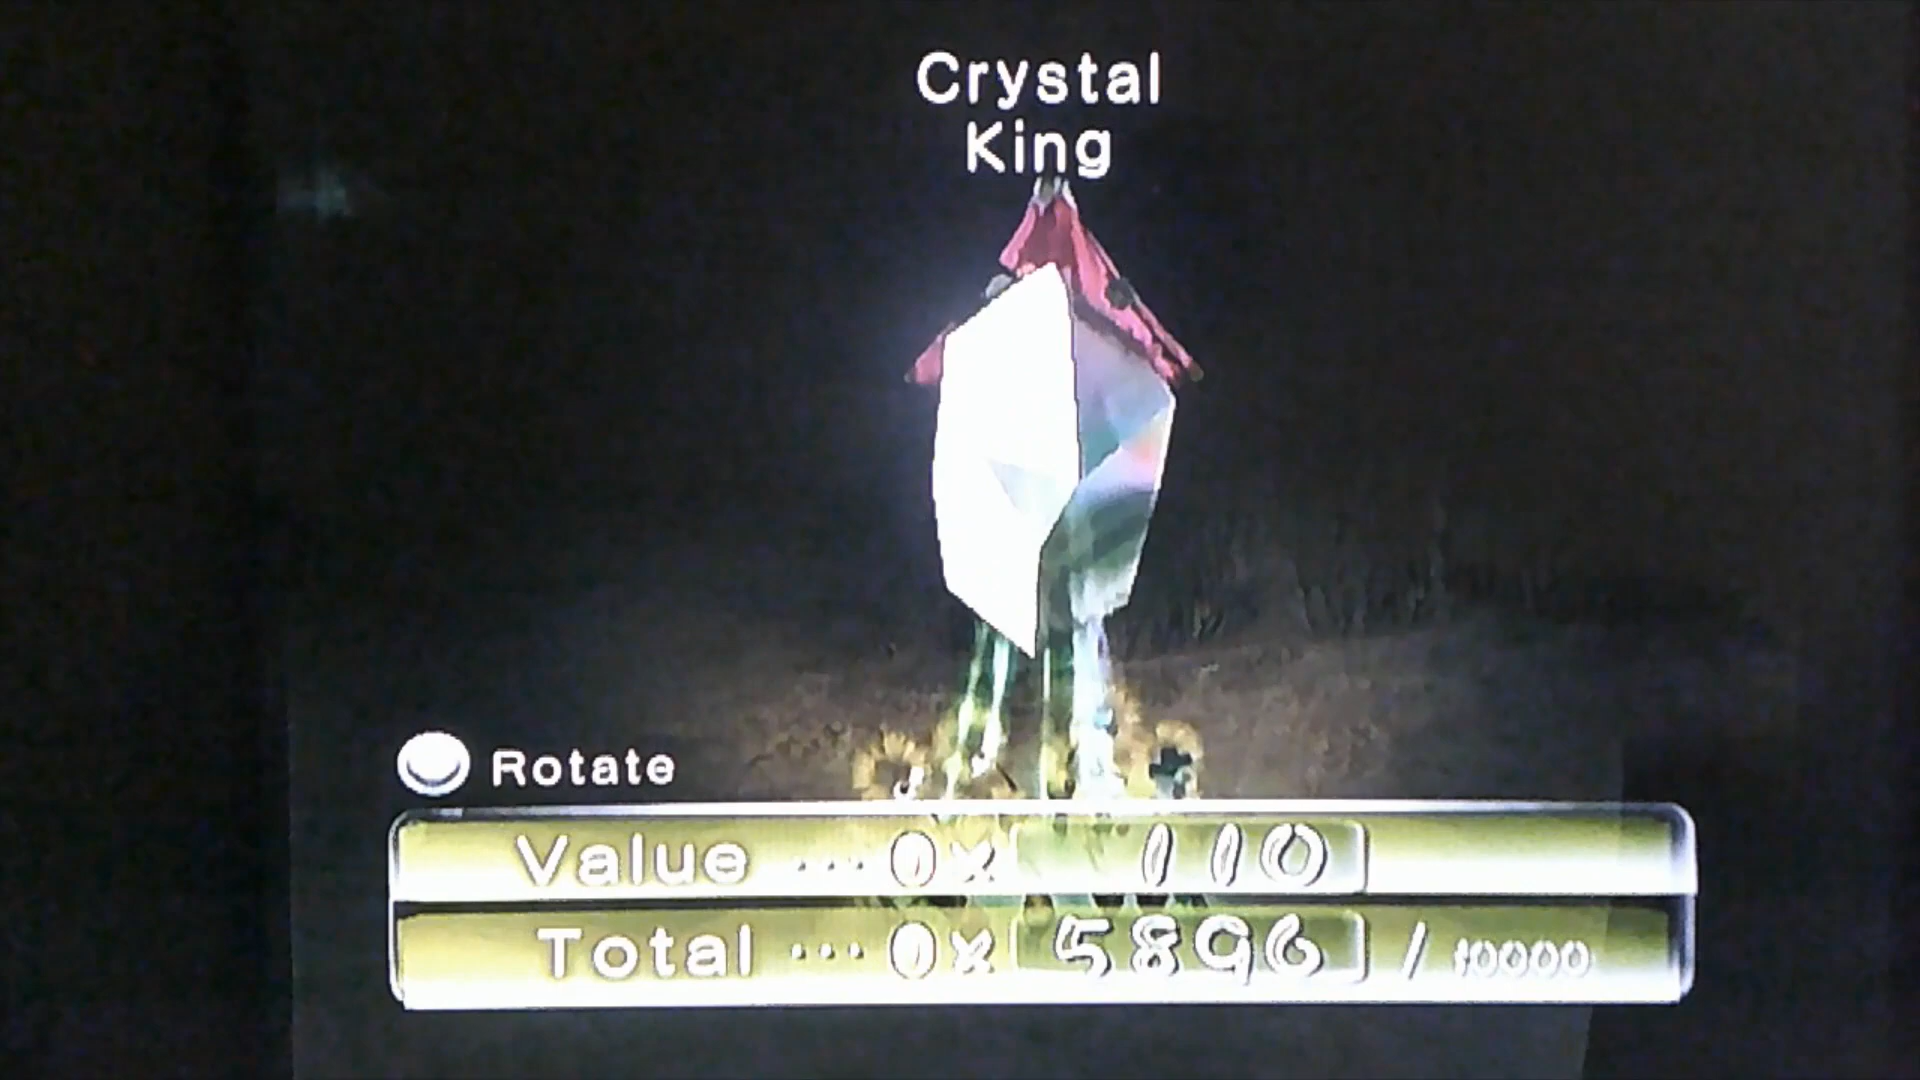 Crystal
King
Rotate
Value ... 0x 110
Total ... 0x 5896 / 10000